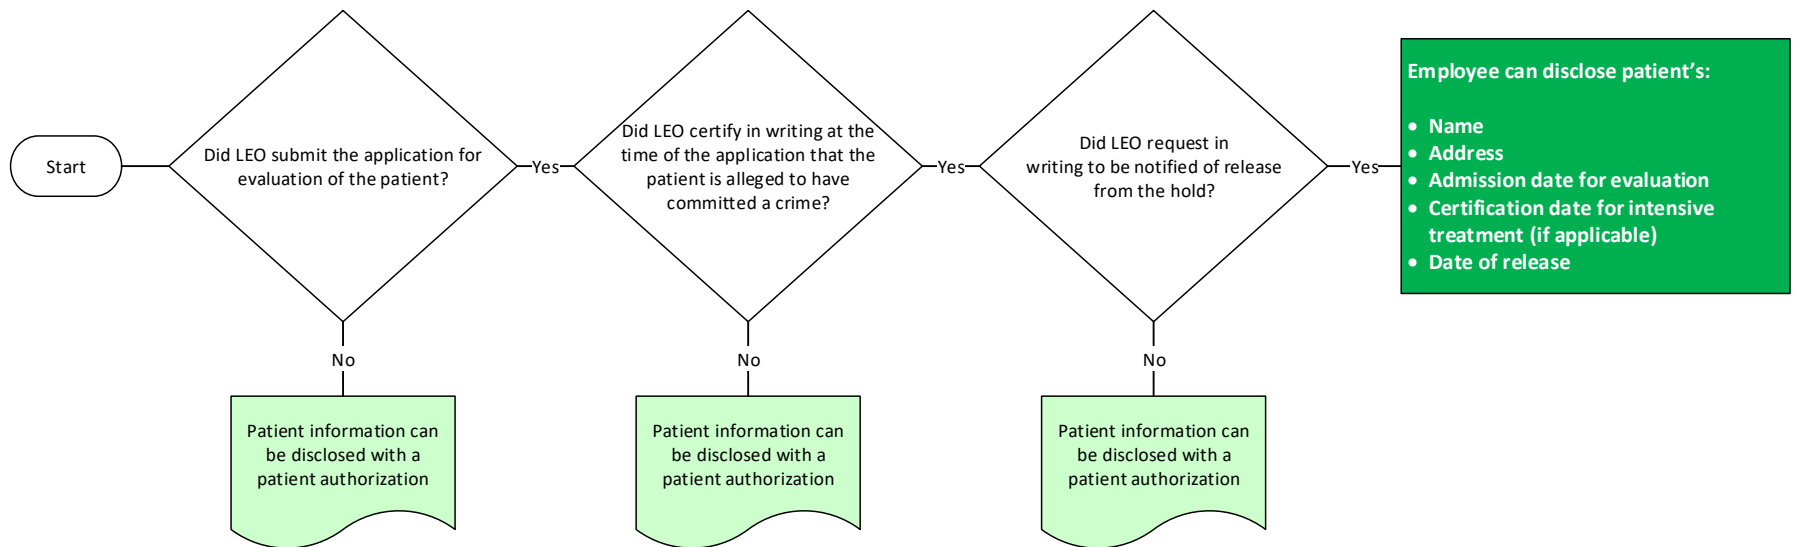 Start
Did LEO submit the application for
evaluation of the patient?
Yes
No
Patient information can
be disclosed with a
patient authorization
Did LEO certify in writing at the
time of the application that the
patient is alleged to have
committed a crime?
Yes
No
Patient information can
be disclosed with a
patient authorization
Did LEO request in
writing to be notified of release
from the hold?
Yes
No
Patient information can
be disclosed with a
patient authorization
Employee can disclose patient's:
• Name
• Address
• Admission date for evaluation
• Certification date for intensive
treatment (if applicable)
• Date of release